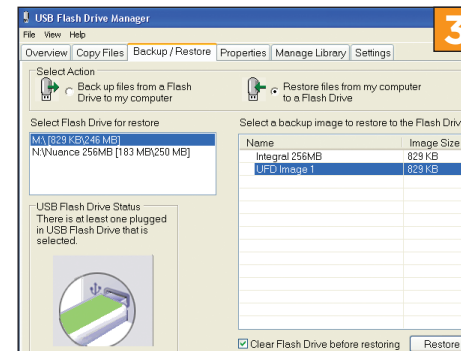 USB Flash Drive Manager
3
File View Help
Overview Copy Files Backup / Restore Properties Manage Library Settings
Select Action
Back up files from a Flash
Drive to my computer
Restore files from my computer
to a Flash Drive
Select Flash Drive for restore
M:\ [829 KB\246 MB]
N:\Nuance 256MB [183 MB\250 MB]
Select a backup image to restore to the Flash Driv
Name Image Size
Integral 256MB 829 KB
UFD Image 1 829 KB
USB Flash Drive Status
There is at least one plugged
in USB Flash Drive that is
selected.
Clear Flash Drive before restoring
Restore